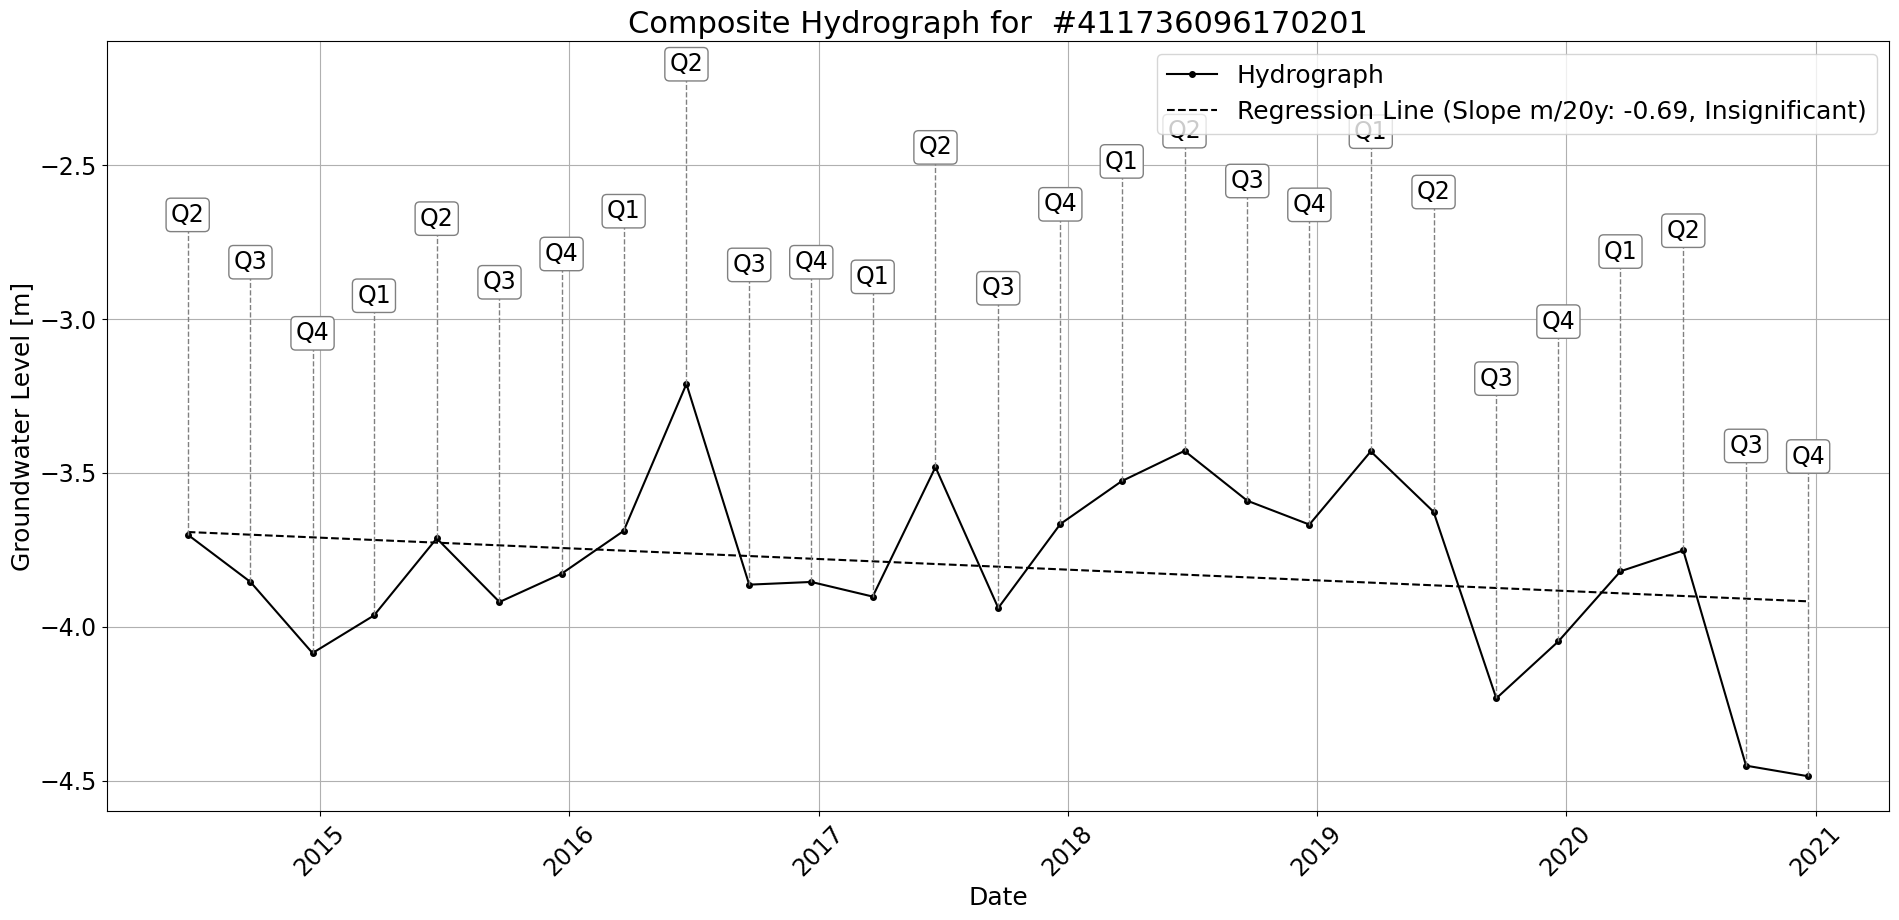 Composite Hydrograph for  #411736096170201
Hydrograph
Regression Line (Slope m/20y: -0.69, Insignificant)
Groundwater Level [m]
−2.5
−3.0
−3.5
−4.0
−4.5
Q2
Q3
Q4
Q1
Q2
Q3
Q4
Q1
Q2
Q3
Q4
Q1
Q2
Q3
Q4
Q1
Q2
Q3
Q4
Q1
Q2
Q3
Q4
Q1
Q2
Q3
Q4
2015
2016
2017
2018
2019
2020
2021
Date